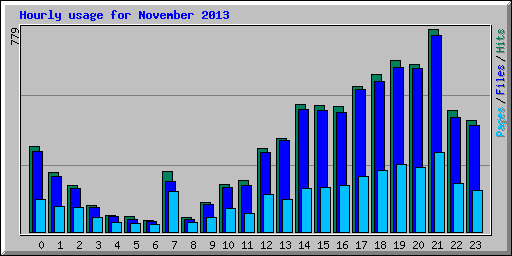 Hourly usage for November 2013
779
Pages / Files / Hits
0 1 2 3 4 5 6 7 8 9 10 11 12 13 14 15 16 17 18 19 20 21 22 23